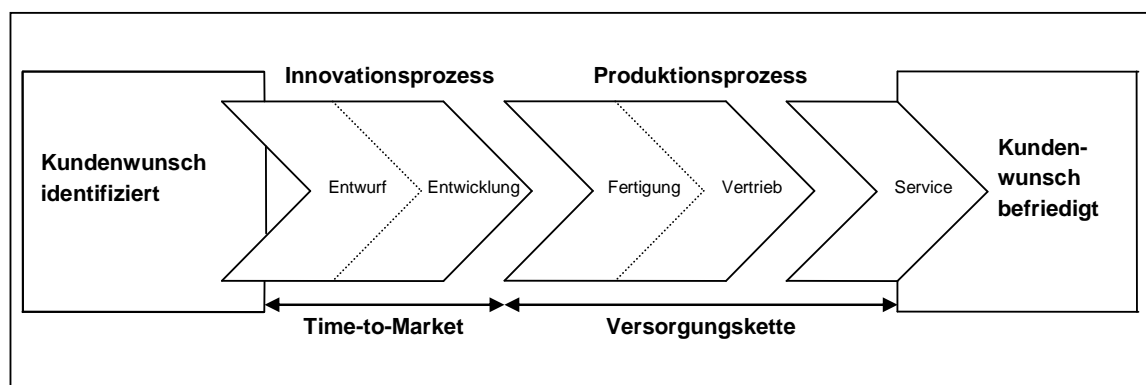 Innovationsprozess
Produktionsprozess
Kundenwunsch
identifiziert
Entwurf
Entwicklung
Fertigung
Vertrieb
Service
Kunden-
wunsch
befriedigt
Time-to-Market
Versorgungskette